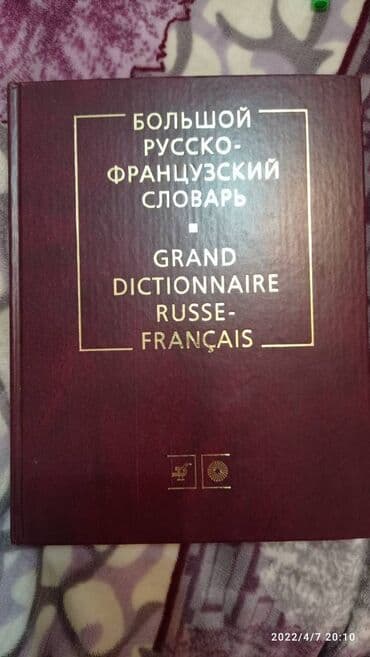 БОЛЬШОЙ
РУССКО-
ФРАНЦУЗСКИЙ
СЛОВАРЬ
GRAND
DICTIONNAIRE
RUSSE-
FRANÇAIS
2022/4/7 20:10